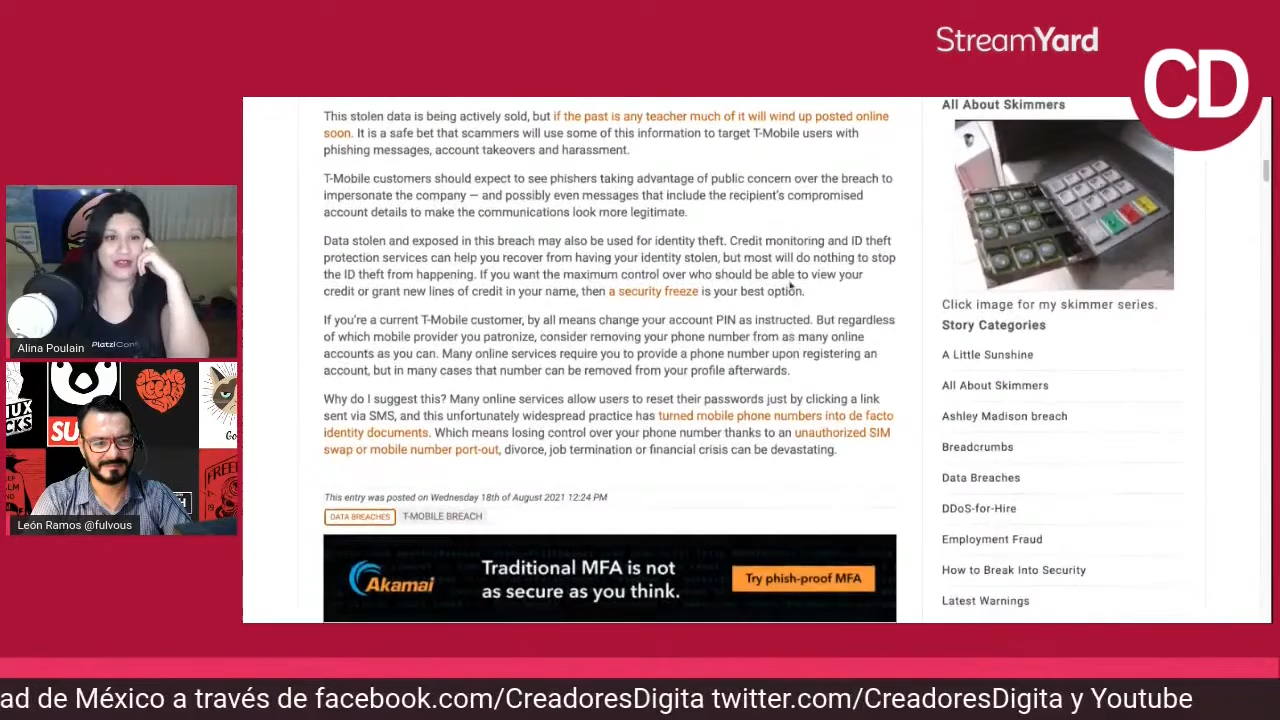 StreamYard
CD
This stolen data is being actively sold, but if the past is any teacher much of it will wind up posted online
soon. It is a safe bet that scammers will use some of this information to target T-Mobile users with
phishing messages, account takeovers and harassment.
T-Mobile customers should expect to see phishers taking advantage of public concern over the breach to
impersonate the company — and possibly even messages that include the recipient's compromised
account details to make the communications look more legitimate.
Data stolen and exposed in this breach may also be used for identity theft. Credit monitoring and ID theft
protection services can help you recover from having your identity stolen, but most will do nothing to stop
the ID theft from happening. If you want the maximum control over who should be able to view your
credit or grant new lines of credit in your name, then a security freeze is your best option.
If you're a current T-Mobile customer, by all means change your account PIN as instructed. But regardless
of which mobile provider you patronize, consider removing your phone number from as many online
accounts as you can. Many online services require you to provide a phone number upon registering an
account, but in many cases that number can be removed from your profile afterwards.
Why do I suggest this? Many online services allow users to reset their passwords just by clicking a link
sent via SMS, and this unfortunately widespread practice has turned mobile phone numbers into de facto
identity documents. Which means losing control over your phone number thanks to an unauthorized SIM
swap or mobile number port-out, divorce, job termination or financial crisis can be devastating.
This entry was posted on Wednesday 18th of August 2021 12:24 PM
DATA BREACHES T-MOBILE BREACH
Akamai
Traditional MFA is not
as secure as you think.
Try phish-proof MFA
All About Skimmers
Click image for my skimmer series.
Story Categories
A Little Sunshine
All About Skimmers
Ashley Madison breach
Breadcrumbs
Data Breaches
DDoS-for-Hire
Employment Fraud
How to Break Into Security
Latest Warnings
Platzi Conf
Alina Poulain
SU
León Ramos @fulvous
ad de México a través de facebook.com/CreadoresDigita twitter.com/CreadoresDigita y Youtube